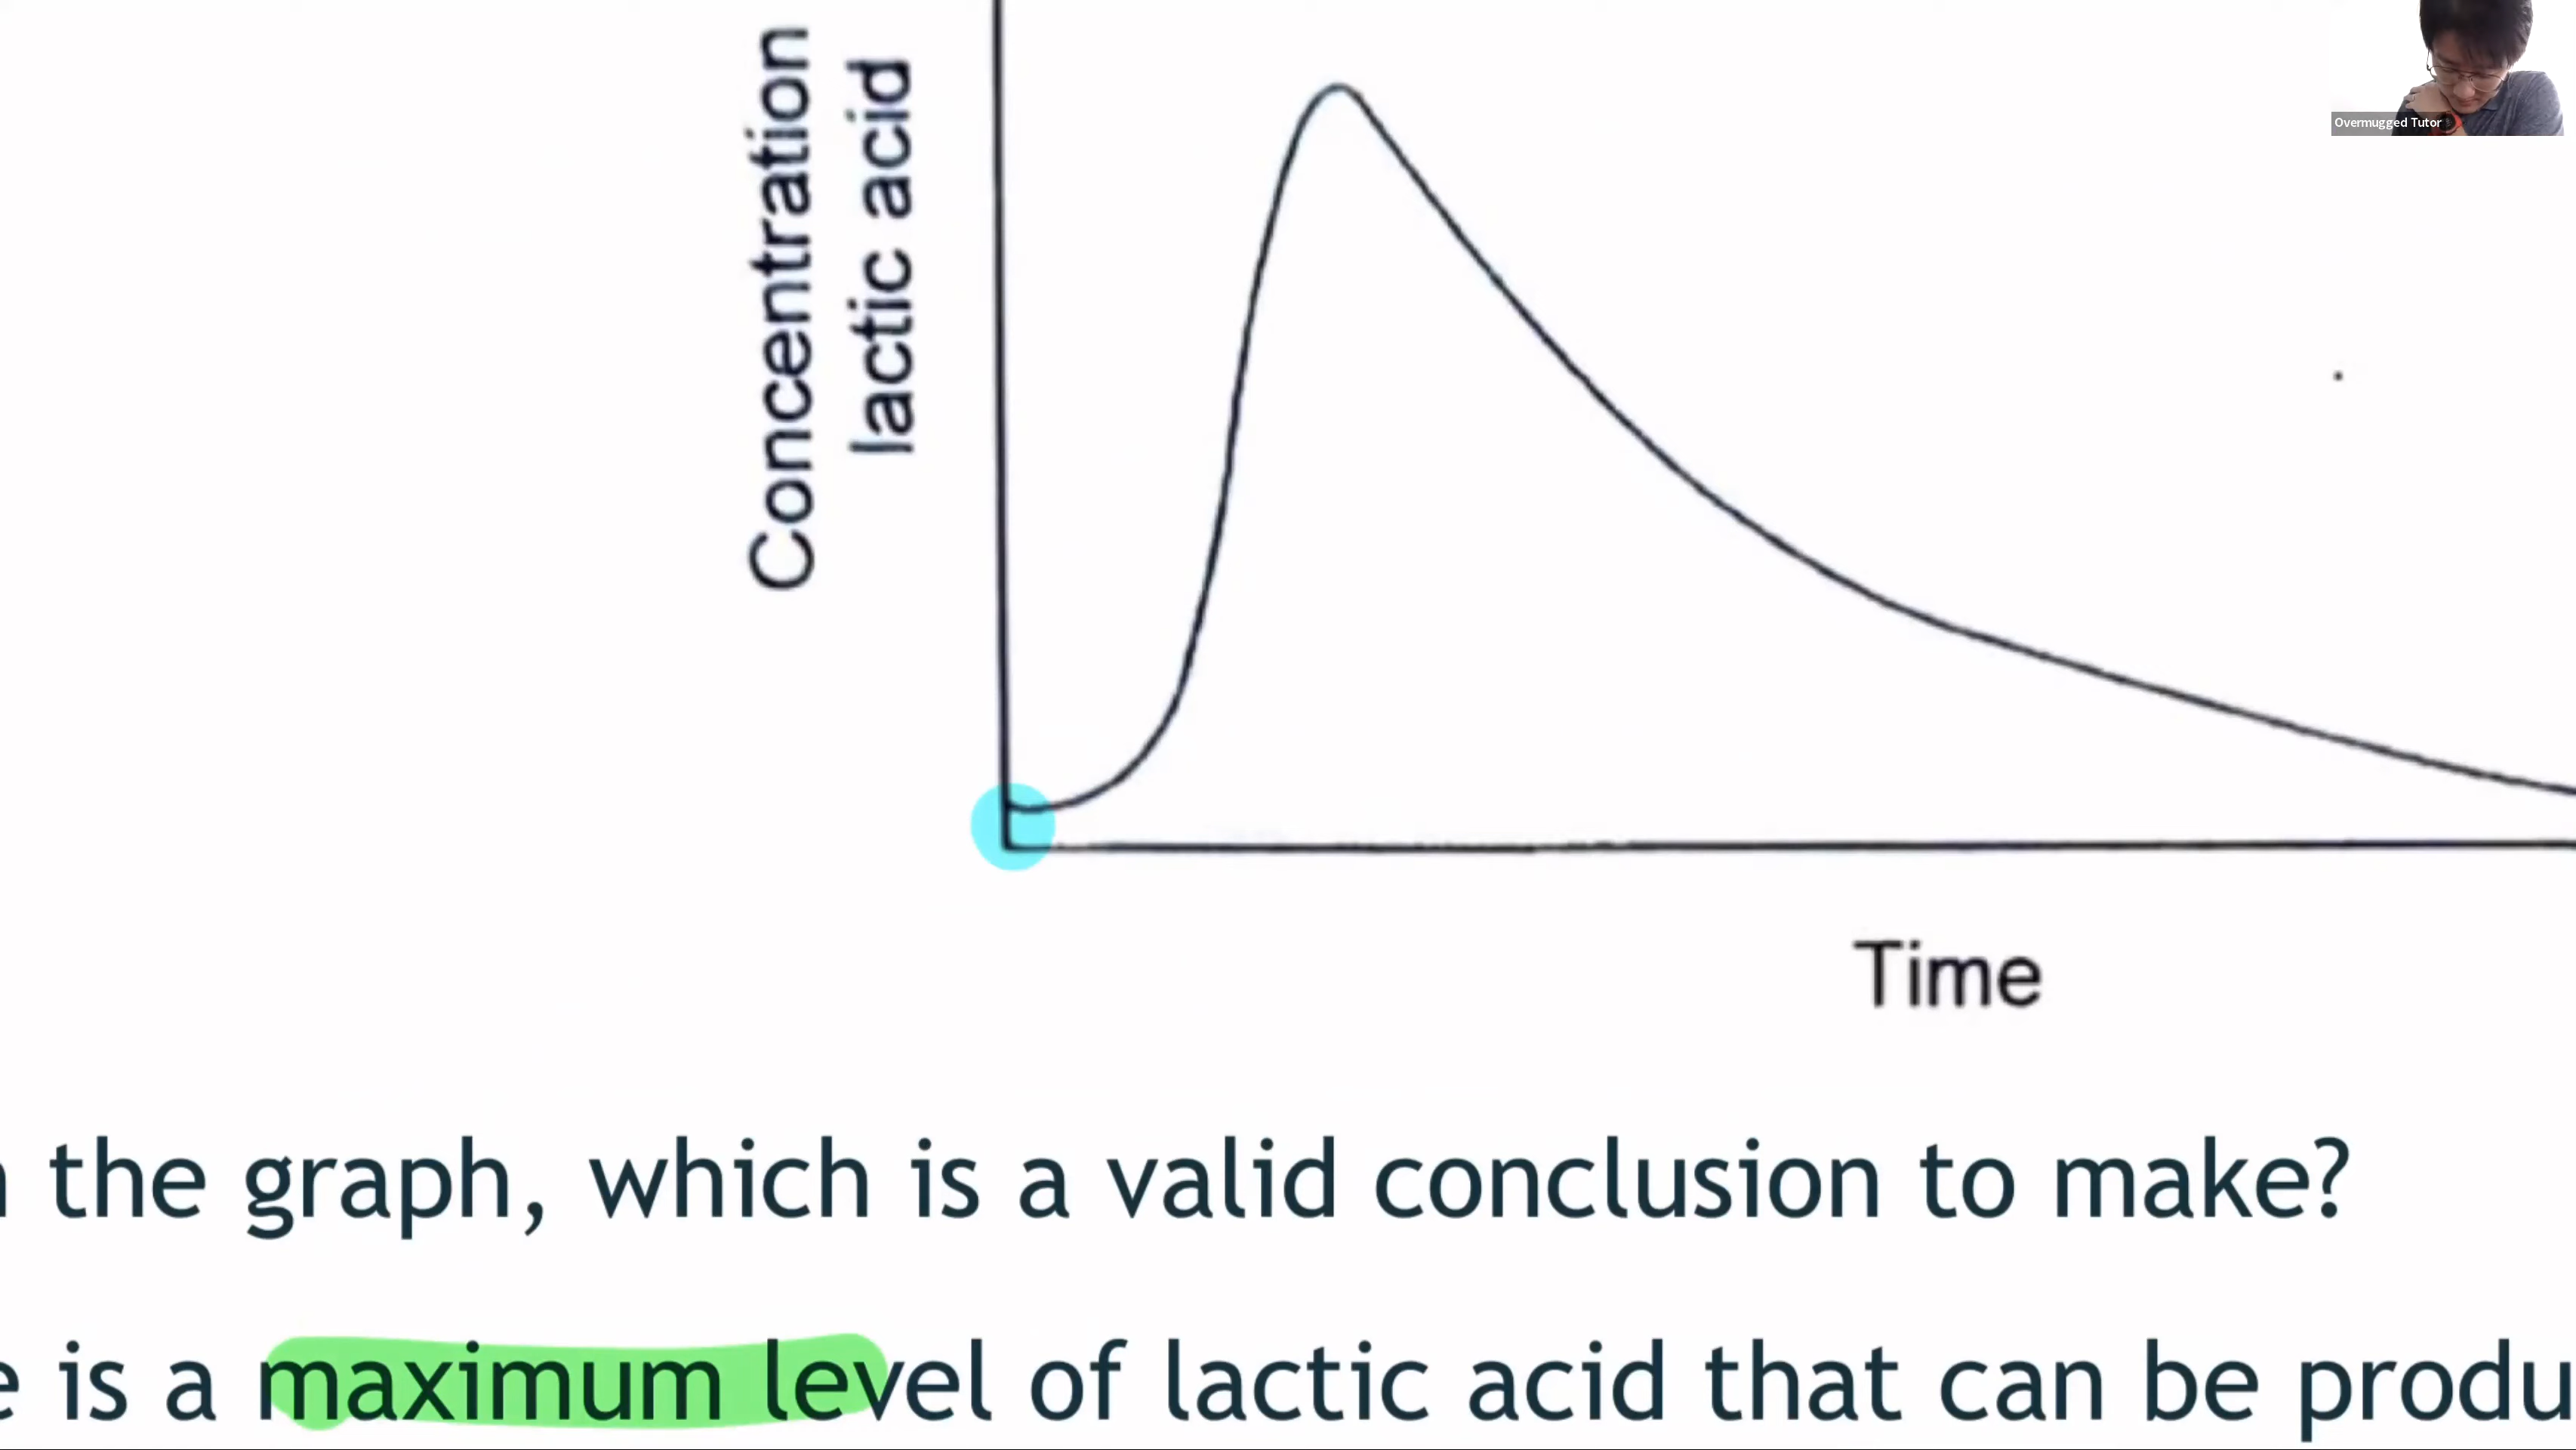 Concentration
lactic acid
Overmugged Tutor
Time
the graph, which is a valid conclusion to make?
is a maximum level of lactic acid that can be